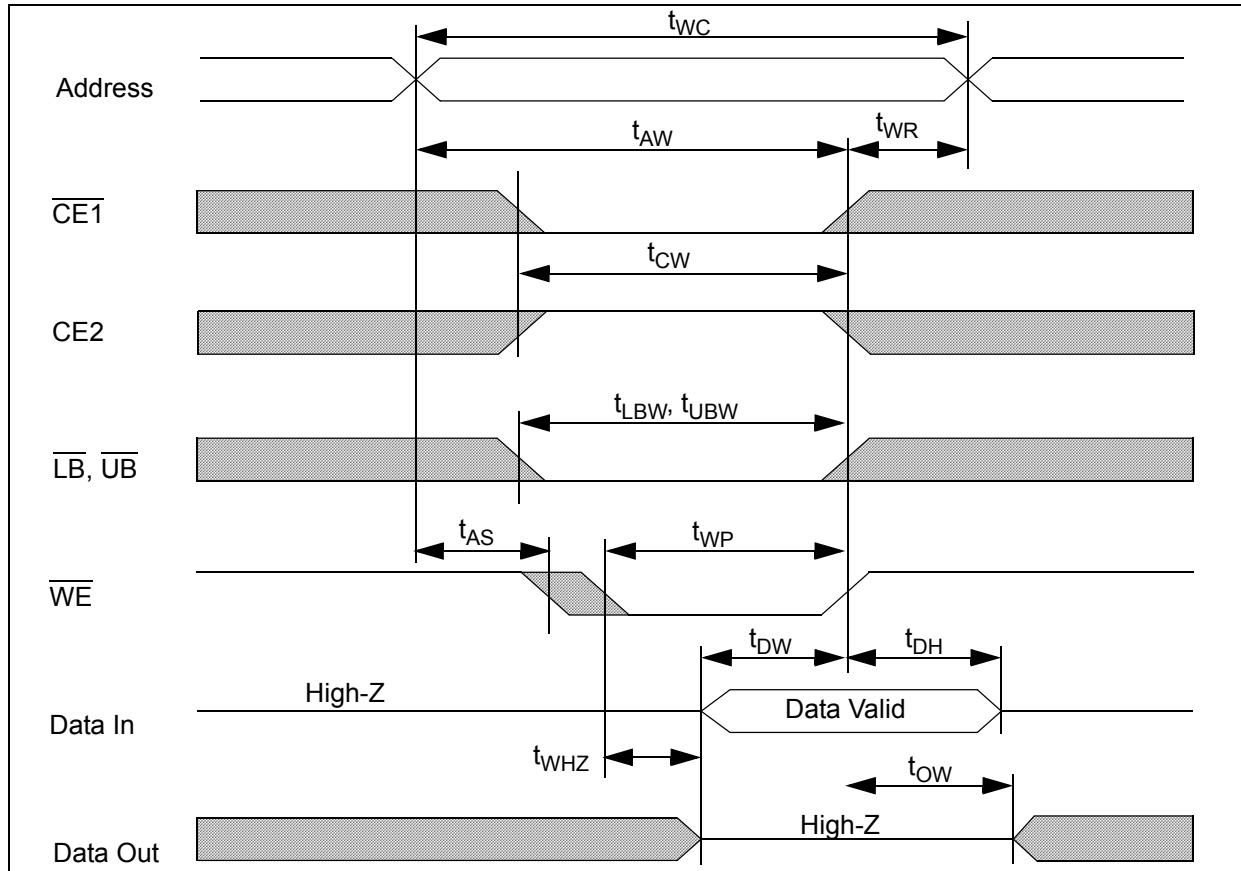 tWC
Address
tAW
tWR
CE1
tCW
CE2
tLBW, tUBW
LB, UB
tAS
tWP
WE
tDW
tDH
High-Z
Data In
Data Valid
tWHZ
tOW
High-Z
Data Out